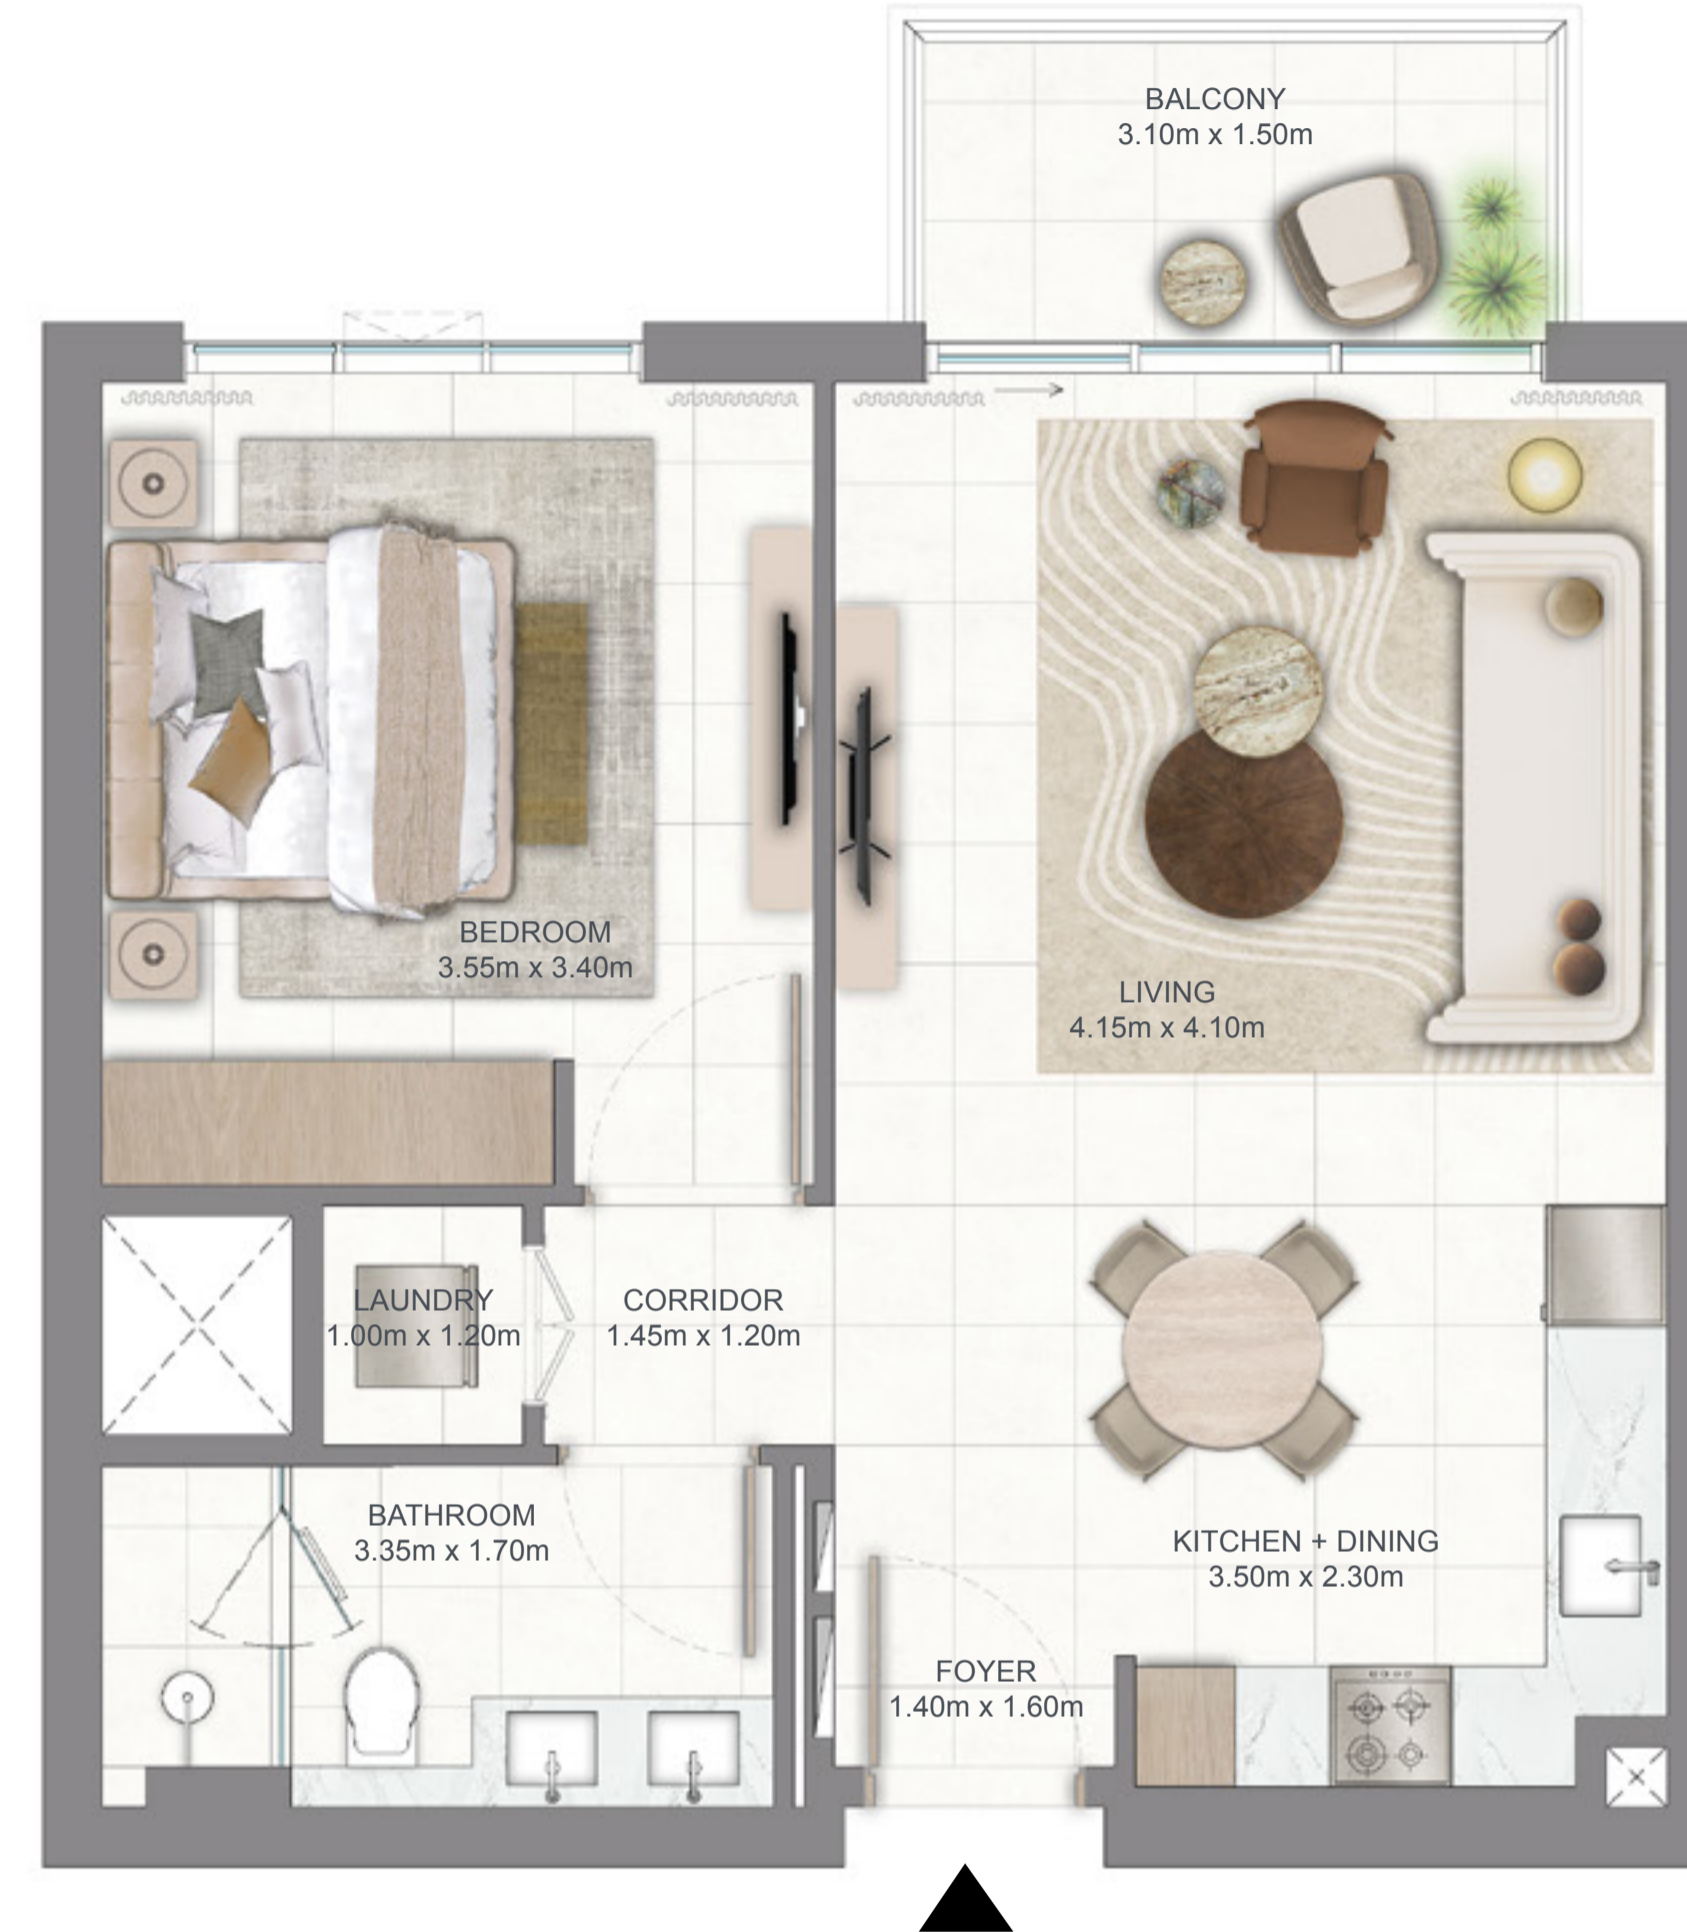 BALCONY
3.10m x 1.50m
BEDROOM
3.55m x 3.40m
LIVING
4.15m x 4.10m
LAUNDRY
1.00m x 1.20m
CORRIDOR
1.45m x 1.20m
BATHROOM
3.35m x 1.70m
KITCHEN + DINING
3.50m x 2.30m
FOYER
1.40m x 1.60m